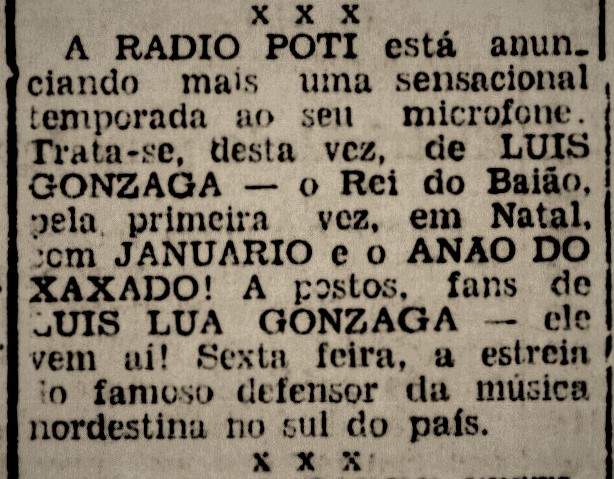 x x x
A RADIO POTI está anun-
ciando mais uma sensacional
temporada ao seu microfone.
Trata-se, desta vez, de LUIS
GONZAGA — o Rei do Baião,
pela primeira vez, em Natal,
com JANUARIO e o ANAO DO
XAXADO! A postos, fans de
LUIS LUA GONZAGA — ele
vem ai! Sexta feira, a estreia
do famoso defensor da música
nordestina no sul do país.
x x x